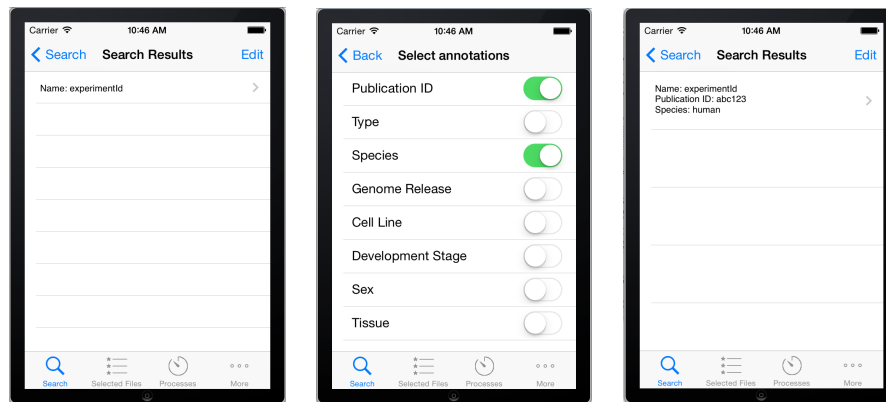 Carrier 10:46 AM
Search Search Results Edit
Name: experimentId
Search Selected Files Processes More
Carrier 10:46 AM
Back Select annotations
Publication ID
Type
Species
Genome Release
Cell Line
Development Stage
Sex
Tissue
Search Selected Files Processes More
Carrier 10:46 AM
Search Search Results Edit
Name: experimentId
Publication ID: abc123
Species: human
Search Selected Files Processes More